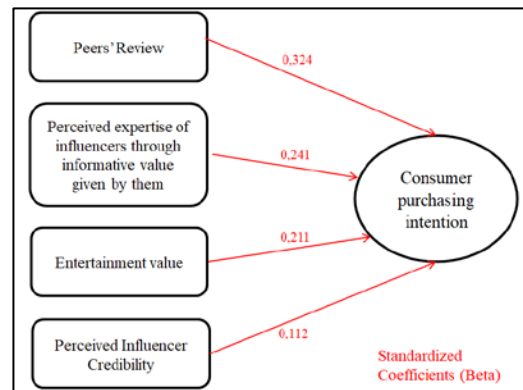 Peers' Review
0,324
Perceived expertise of
influencers through
informative value
given by them
0,241
Consumer
purchasing
intention
Entertainment value
0,211
Perceived Influencer
Credibility
0,112
Standardized
Coefficients (Beta)